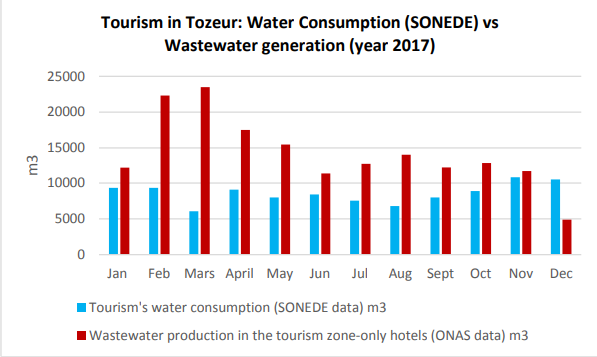 Tourism in Tozeur: Water Consumption (SONEDE) vs
Wastewater generation (year 2017)
25000
20000
15000
10000
5000
0
m3
Jan Feb Mars April May Jun Jul Aug Sept Oct Nov Dec
Tourism's water consumption (SONEDE data) m3
Wastewater production in the tourism zone-only hotels (ONAS data) m3